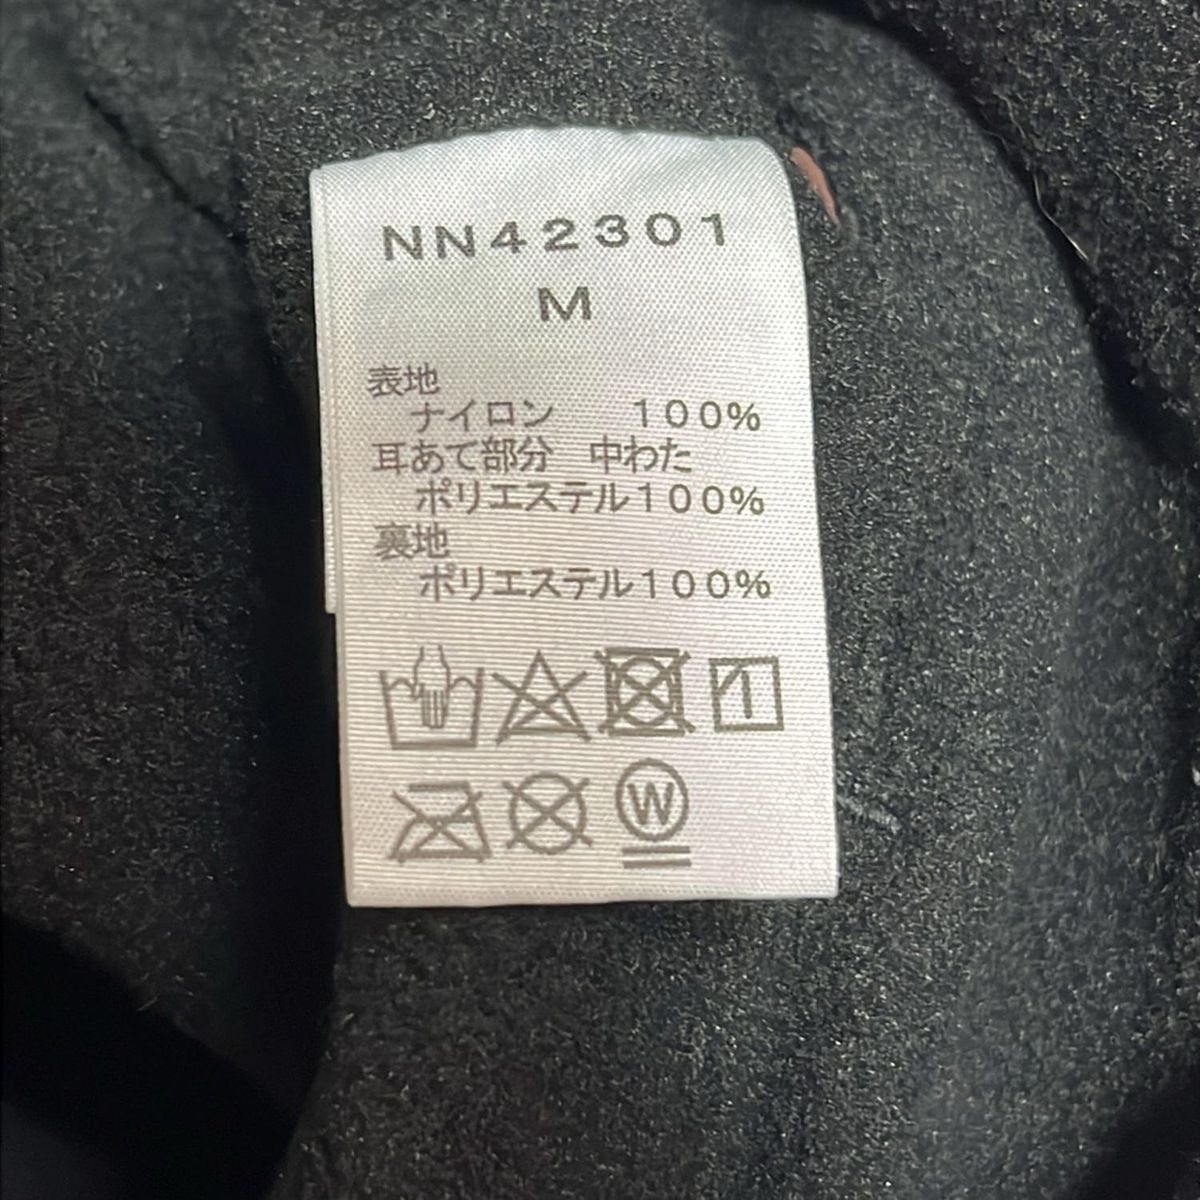 NN42301
M
表地
ナイロン 100%
耳あて部分 中わた
ポリエステル100%
裏地
ポリエステル100%
W